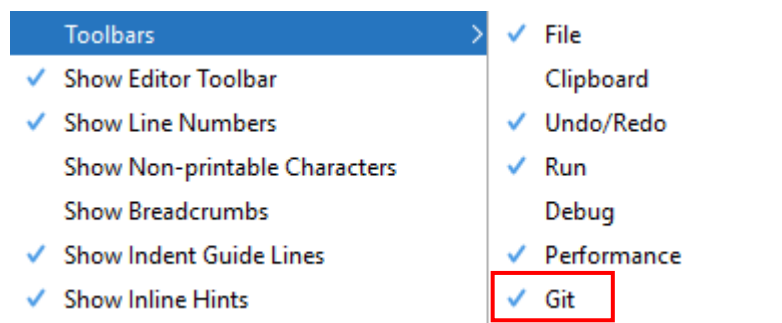 Toolbars
Show Editor Toolbar
Show Line Numbers
Show Non-printable Characters
Show Breadcrumbs
Show Indent Guide Lines
Show Inline Hints
File
Clipboard
Undo/Redo
Run
Debug
Performance
Git